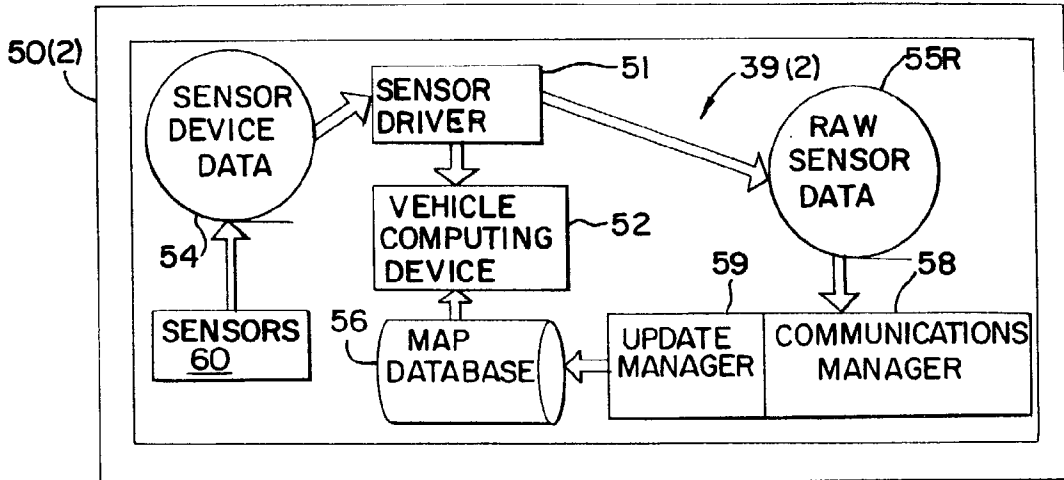 50(2)
SENSOR
DEVICE
DATA
54
SENSORS
60
51
SENSOR
DRIVER
39(2)
55R
RAW
SENSOR
DATA
VEHICLE
COMPUTING
DEVICE
52
56
MAP
DATABASE
59
UPDATE
MANAGER
58
COMMUNICATIONS
MANAGER